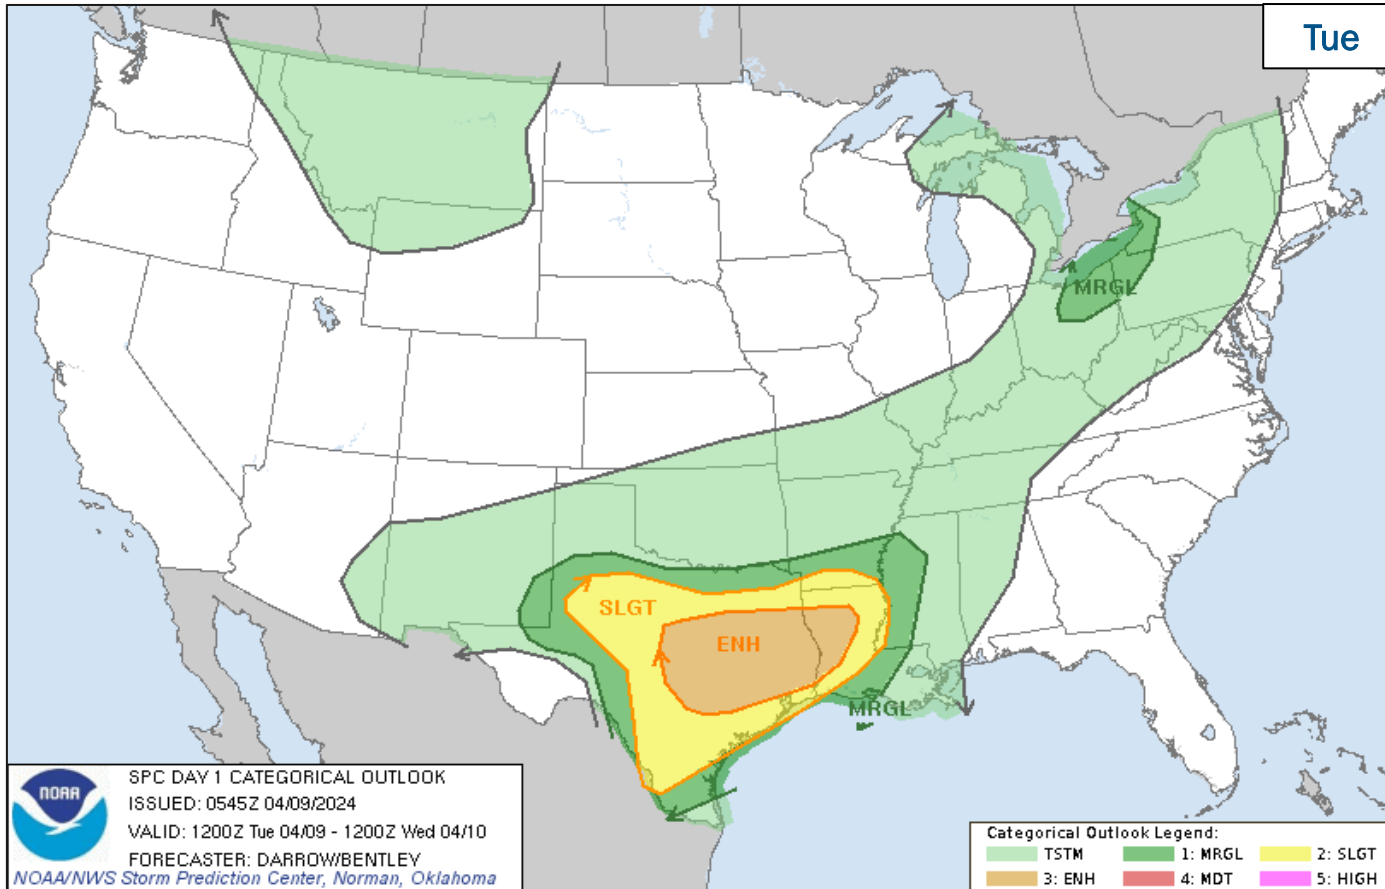 Tue
MRGL
SLGT
ENH
MRGL
NOAA
SPC DAY 1 CATEGORICAL OUTLOOK
ISSUED: 0545Z 04/09/2024
VALID: 1200Z Tue 04/09 - 1200Z Wed 04/10
FORECASTER: DARROW/BENTLEY
NOAA/NWS Storm Prediction Center, Norman, Oklahoma
Categorical Outlook Legend:
TSTM 1: MRGL 2: SLGT
3: ENH 4: MDT 5: HIGH